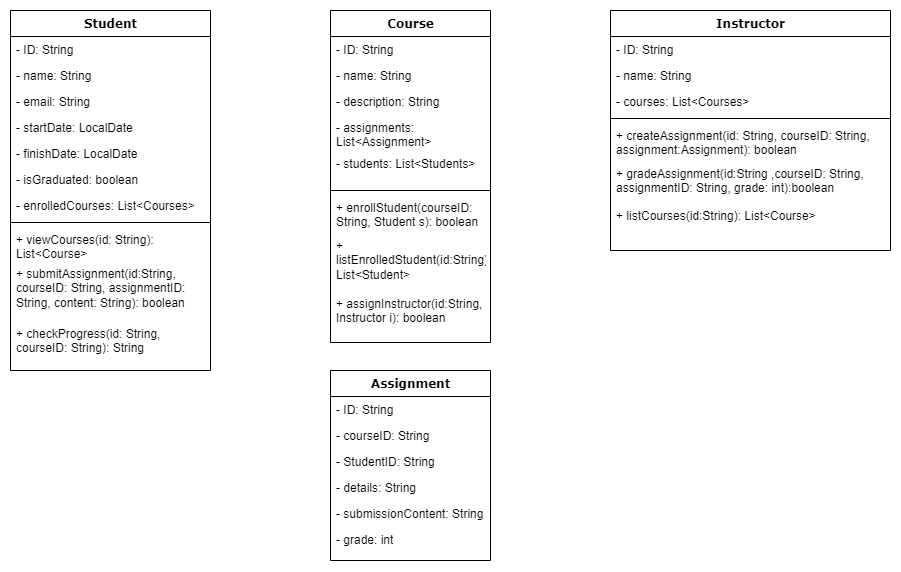 Student
- ID: String
- name: String
- email: String
- startDate: LocalDate
- finishDate: LocalDate
- isGraduated: boolean
- enrolledCourses: List<Courses>
+ viewCourses(id: String):
List<Course>
+ submitAssignment(id:String,
courseID: String, assignmentID:
String, content: String): boolean
+ checkProgress(id: String,
courseID: String): String
Course
- ID: String
- name: String
- description: String
- assignments:
List<Assignment>
- students: List<Students>
+ enrollStudent(courseID:
String, Student s): boolean
+
listEnrolledStudent(id:String)
List<Student>
+ assignInstructor(id:String,
Instructor i): boolean
Instructor
- ID: String
- name: String
- courses: List<Courses>
+ createAssignment(id: String, courseID: String,
assignment:Assignment): boolean
+ gradeAssignment(id:String ,courseID: String,
assignmentID: String, grade: int):boolean
+ listCourses(id:String): List<Course>
Assignment
- ID: String
- courseID: String
- StudentID: String
- details: String
- submissionContent: String
- grade: int